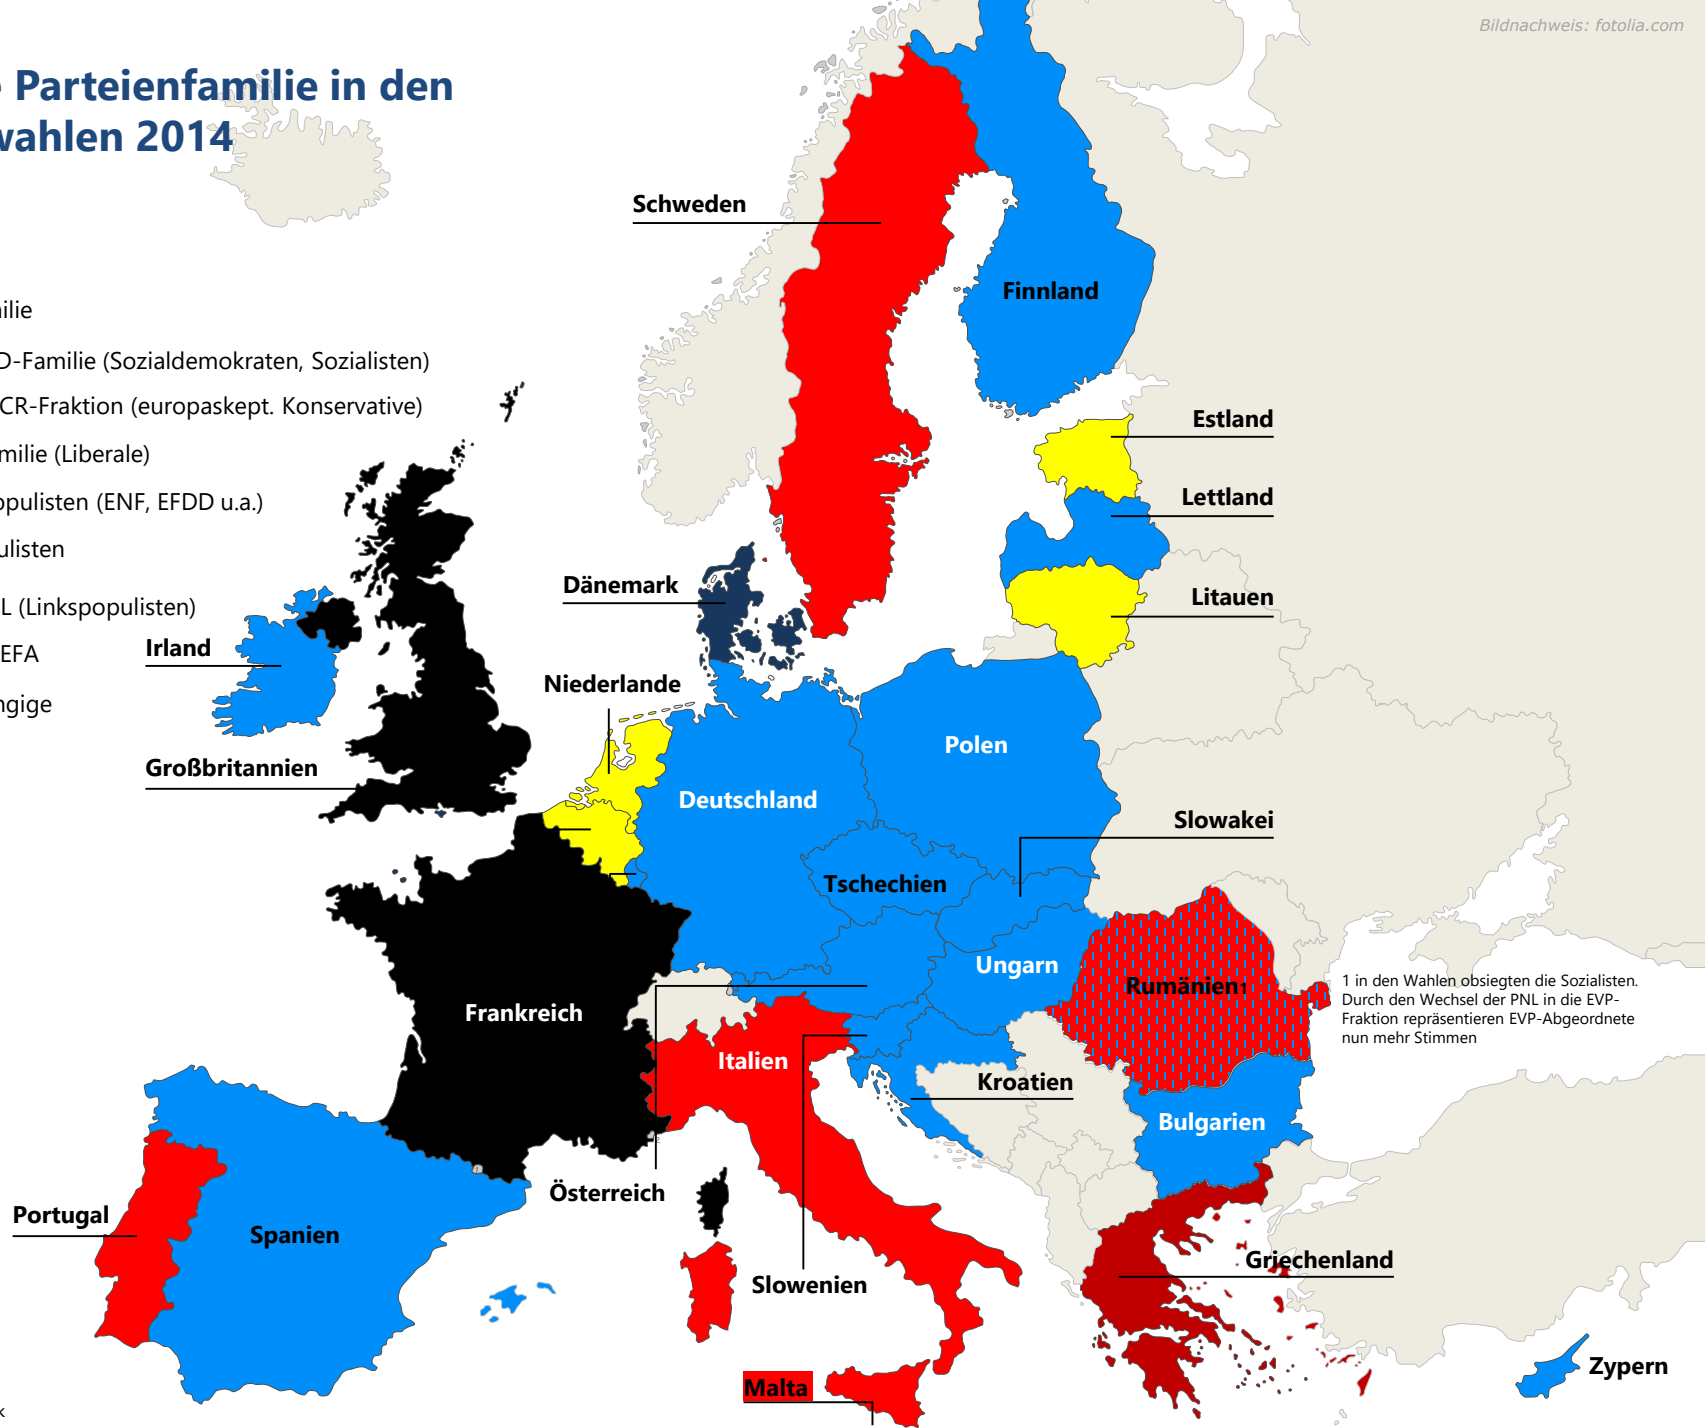 Bildnachweis: fotolia.com
e Parteienfamilie in den
wahlen 2014
ilie
D-Familie (Sozialdemokraten, Sozialisten)
CR-Fraktion (europaskept. Konservative)
milie (Liberale)
opulisten (ENF, EFDD u.a.)
ulisten
L (Linkspopulisten)
EFA
ngige
Schweden
Finnland
Estland
Lettland
Litauen
Dänemark
Irland
Niederlande
Großbritannien
Polen
Deutschland
Slowakei
Tschechien
Ungarn
Rumänien1
1 in den Wahlen obsiegten die Sozialisten.
Durch den Wechsel der PNL in die EVP-
Fraktion repräsentieren EVP-Abgeordnete
nun mehr Stimmen
Frankreich
Italien
Kroatien
Bulgarien
Österreich
Portugal
Spanien
Slowenien
Griechenland
Malta
Zypern
k